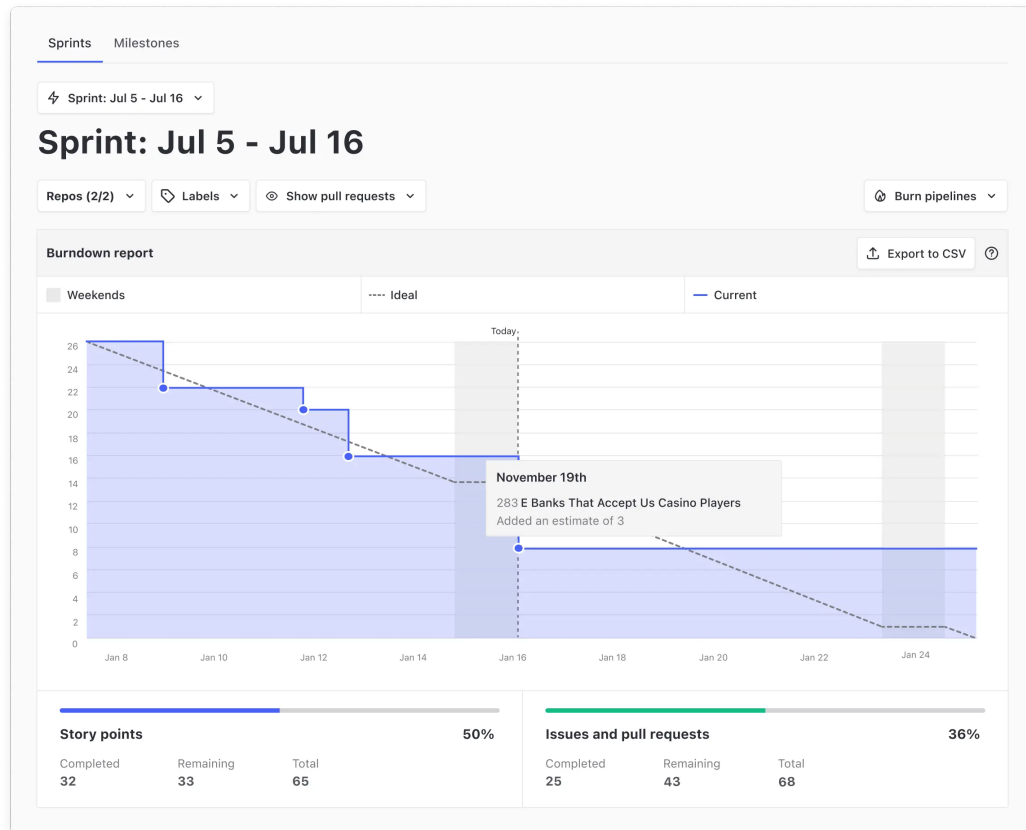 Sprints Milestones
Sprint: Jul 5 - Jul 16
Sprint: Jul 5 - Jul 16
Repos (2/2) Labels Show pull requests Burn pipelines
Burndown report Export to CSV
Weekends Ideal Current
Today
26
24
22
20
18
16
14
12
10
8
6
4
2
0
November 19th
283 E Banks That Accept Us Casino Players
Added an estimate of 3
Jan 8 Jan 10 Jan 12 Jan 14 Jan 16 Jan 18 Jan 20 Jan 22 Jan 24
Story points 50%
Completed Remaining Total
32 33 65
Issues and pull requests 36%
Completed Remaining Total
25 43 68